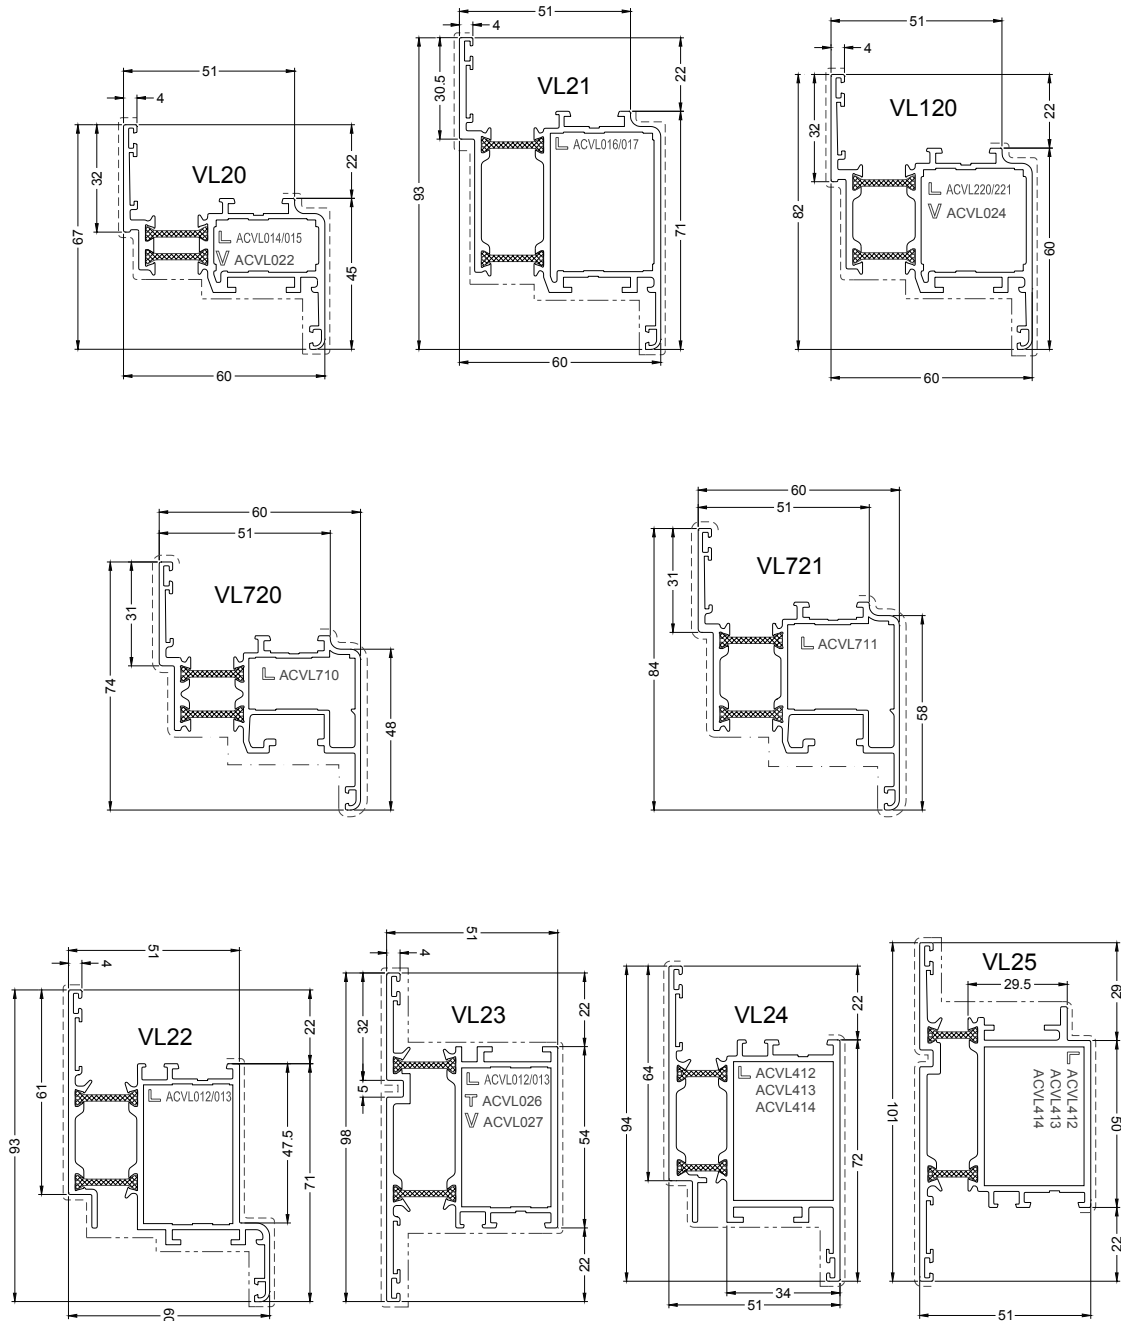 51
4
VL20
32
67
22
45
ACVL014/015
ACVL022
60
51
4
VL21
30.5
93
22
71
ACVL016/017
60
51
4
VL120
32
82
22
60
ACVL220/221
ACVL024
60
60
51
VL720
31
74
48
ACVL710
60
51
VL721
31
84
58
ACVL711
51
4
VL22
61
93
22
47.5
71
ACVL012/013
60
51
4
VL23
32
5
98
22
54
22
ACVL012/013
T ACVL026
ACVL027
VL24
64
94
22
72
ACVL412
ACVL413
ACVL414
34
51
VL25
29.5
101
29
50
22
ACVL412
ACVL413
ACVL414
51